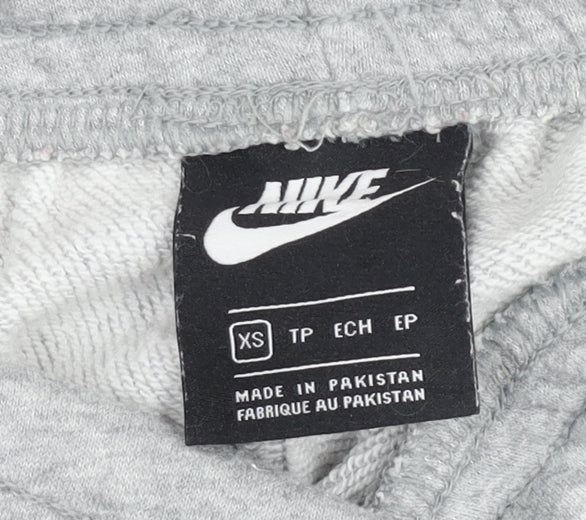 NIKE
XS TP ECH EP
MADE IN PAKISTAN
FABRIQUE AU PAKISTAN